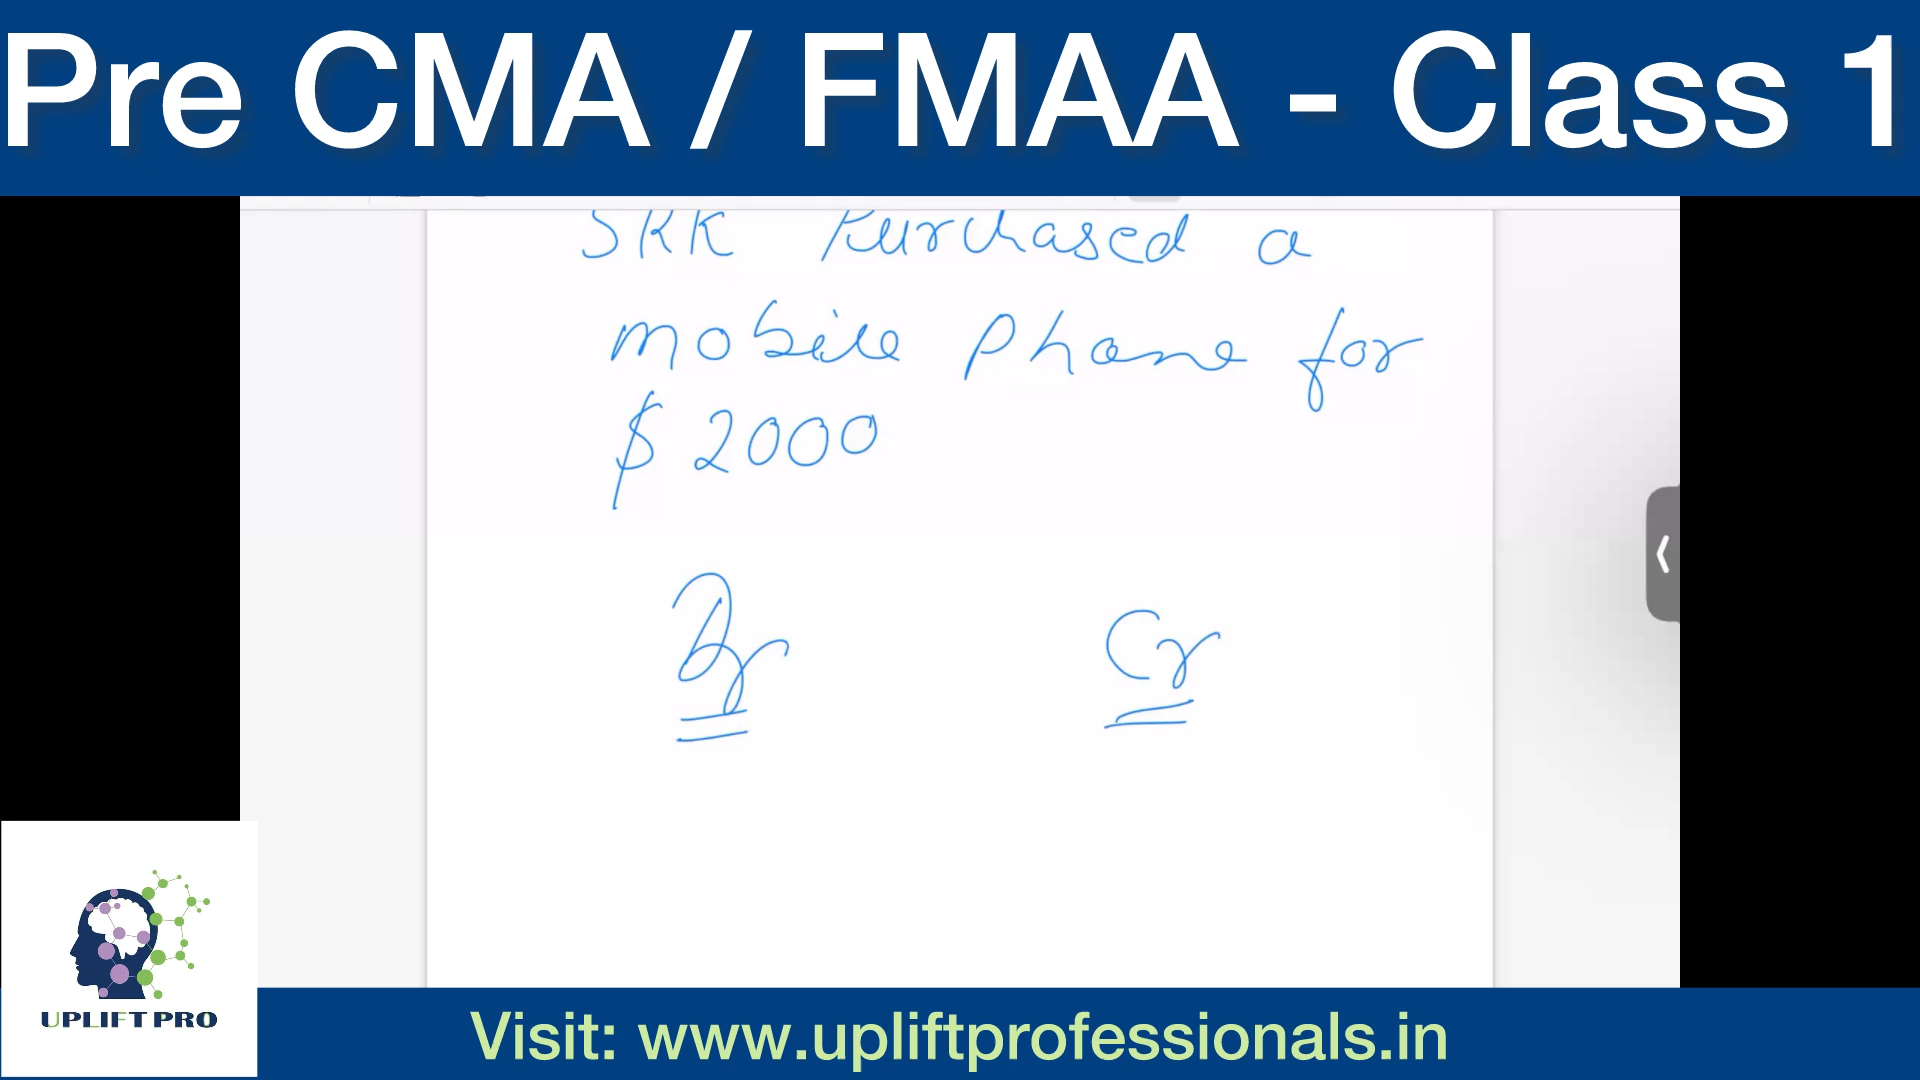 Pre CMA / FMAA - Class 1
SRK Purchased a
mobile phone for
$ 2000
Dr Cr
UPLIFT PRO
Visit: www.upliftprofessionals.in